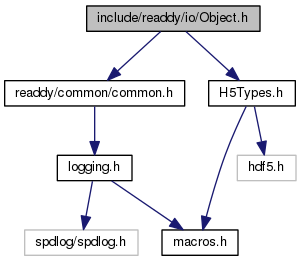 include/readdy/io/Object.h
readdy/common/common.h
H5Types.h
logging.h
hdf5.h
spdlog/spdlog.h
macros.h